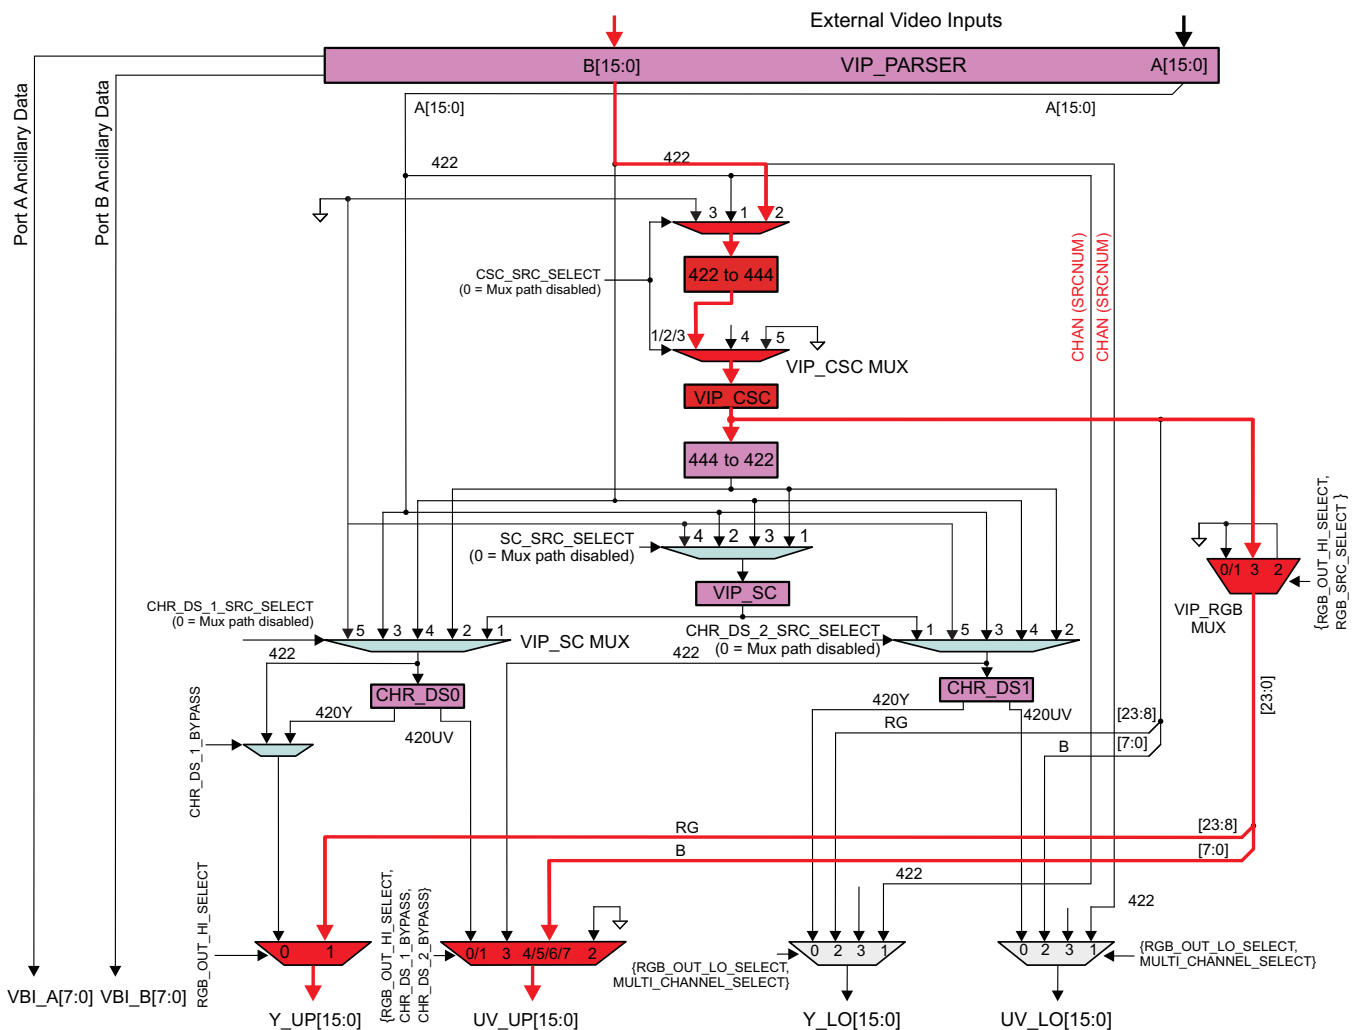 External Video Inputs
B[15:0]
VIP_PARSER
A[15:0]
A[15:0]
A[15:0]
Port A Ancillary Data
Port B Ancillary Data
422
422
3
1
2
CSC_SRC_SELECT
(0 = Mux path disabled)
422 to 444
CHAN (SRCNUM)
CHAN (SRCNUM)
1/2/3
4
5
VIP_CSC MUX
VIP_CSC
444 to 422
SC_SRC_SELECT
(0 = Mux path disabled)
4
2
3
1
{RGB_OUT_HI_SELECT,
RGB_SRC_SELECT }
0/1
3
2
VIP_RGB
MUX
VIP_SC
CHR_DS_1_SRC_SELECT
(0 = Mux path disabled)
5
3
4
2
1
VIP_SC MUX
CHR_DS_2_SRC_SELECT
(0 = Mux path disabled)
1
5
3
4
2
422
422
CHR_DS0
CHR_DS1
420Y
420UV
420Y
420UV
RG
[23:8]
B
[7:0]
[23:0]
CHR_DS_1_BYPASS
RG
[23:8]
B
[7:0]
422
422
RGB_OUT_HI_SELECT
0
1
{RGB_OUT_HI_SELECT,
CHR_DS_1_BYPASS,
CHR_DS_2_BYPASS}
0/1
3
4/5/6/7
2
0
2
3
1
{RGB_OUT_LO_SELECT,
MULTI_CHANNEL_SELECT}
0
2
3
1
{RGB_OUT_LO_SELECT,
MULTI_CHANNEL_SELECT}
VBI_A[7:0]
VBI_B[7:0]
Y_UP[15:0]
UV_UP[15:0]
Y_LO[15:0]
UV_LO[15:0]